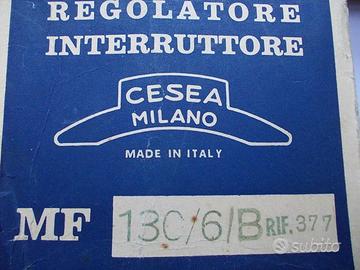 REGOLATORE
INTERRUTTORE
CESEA
MILANO
MADE IN ITALY
MF 13C/6/B RIF. 377
subito